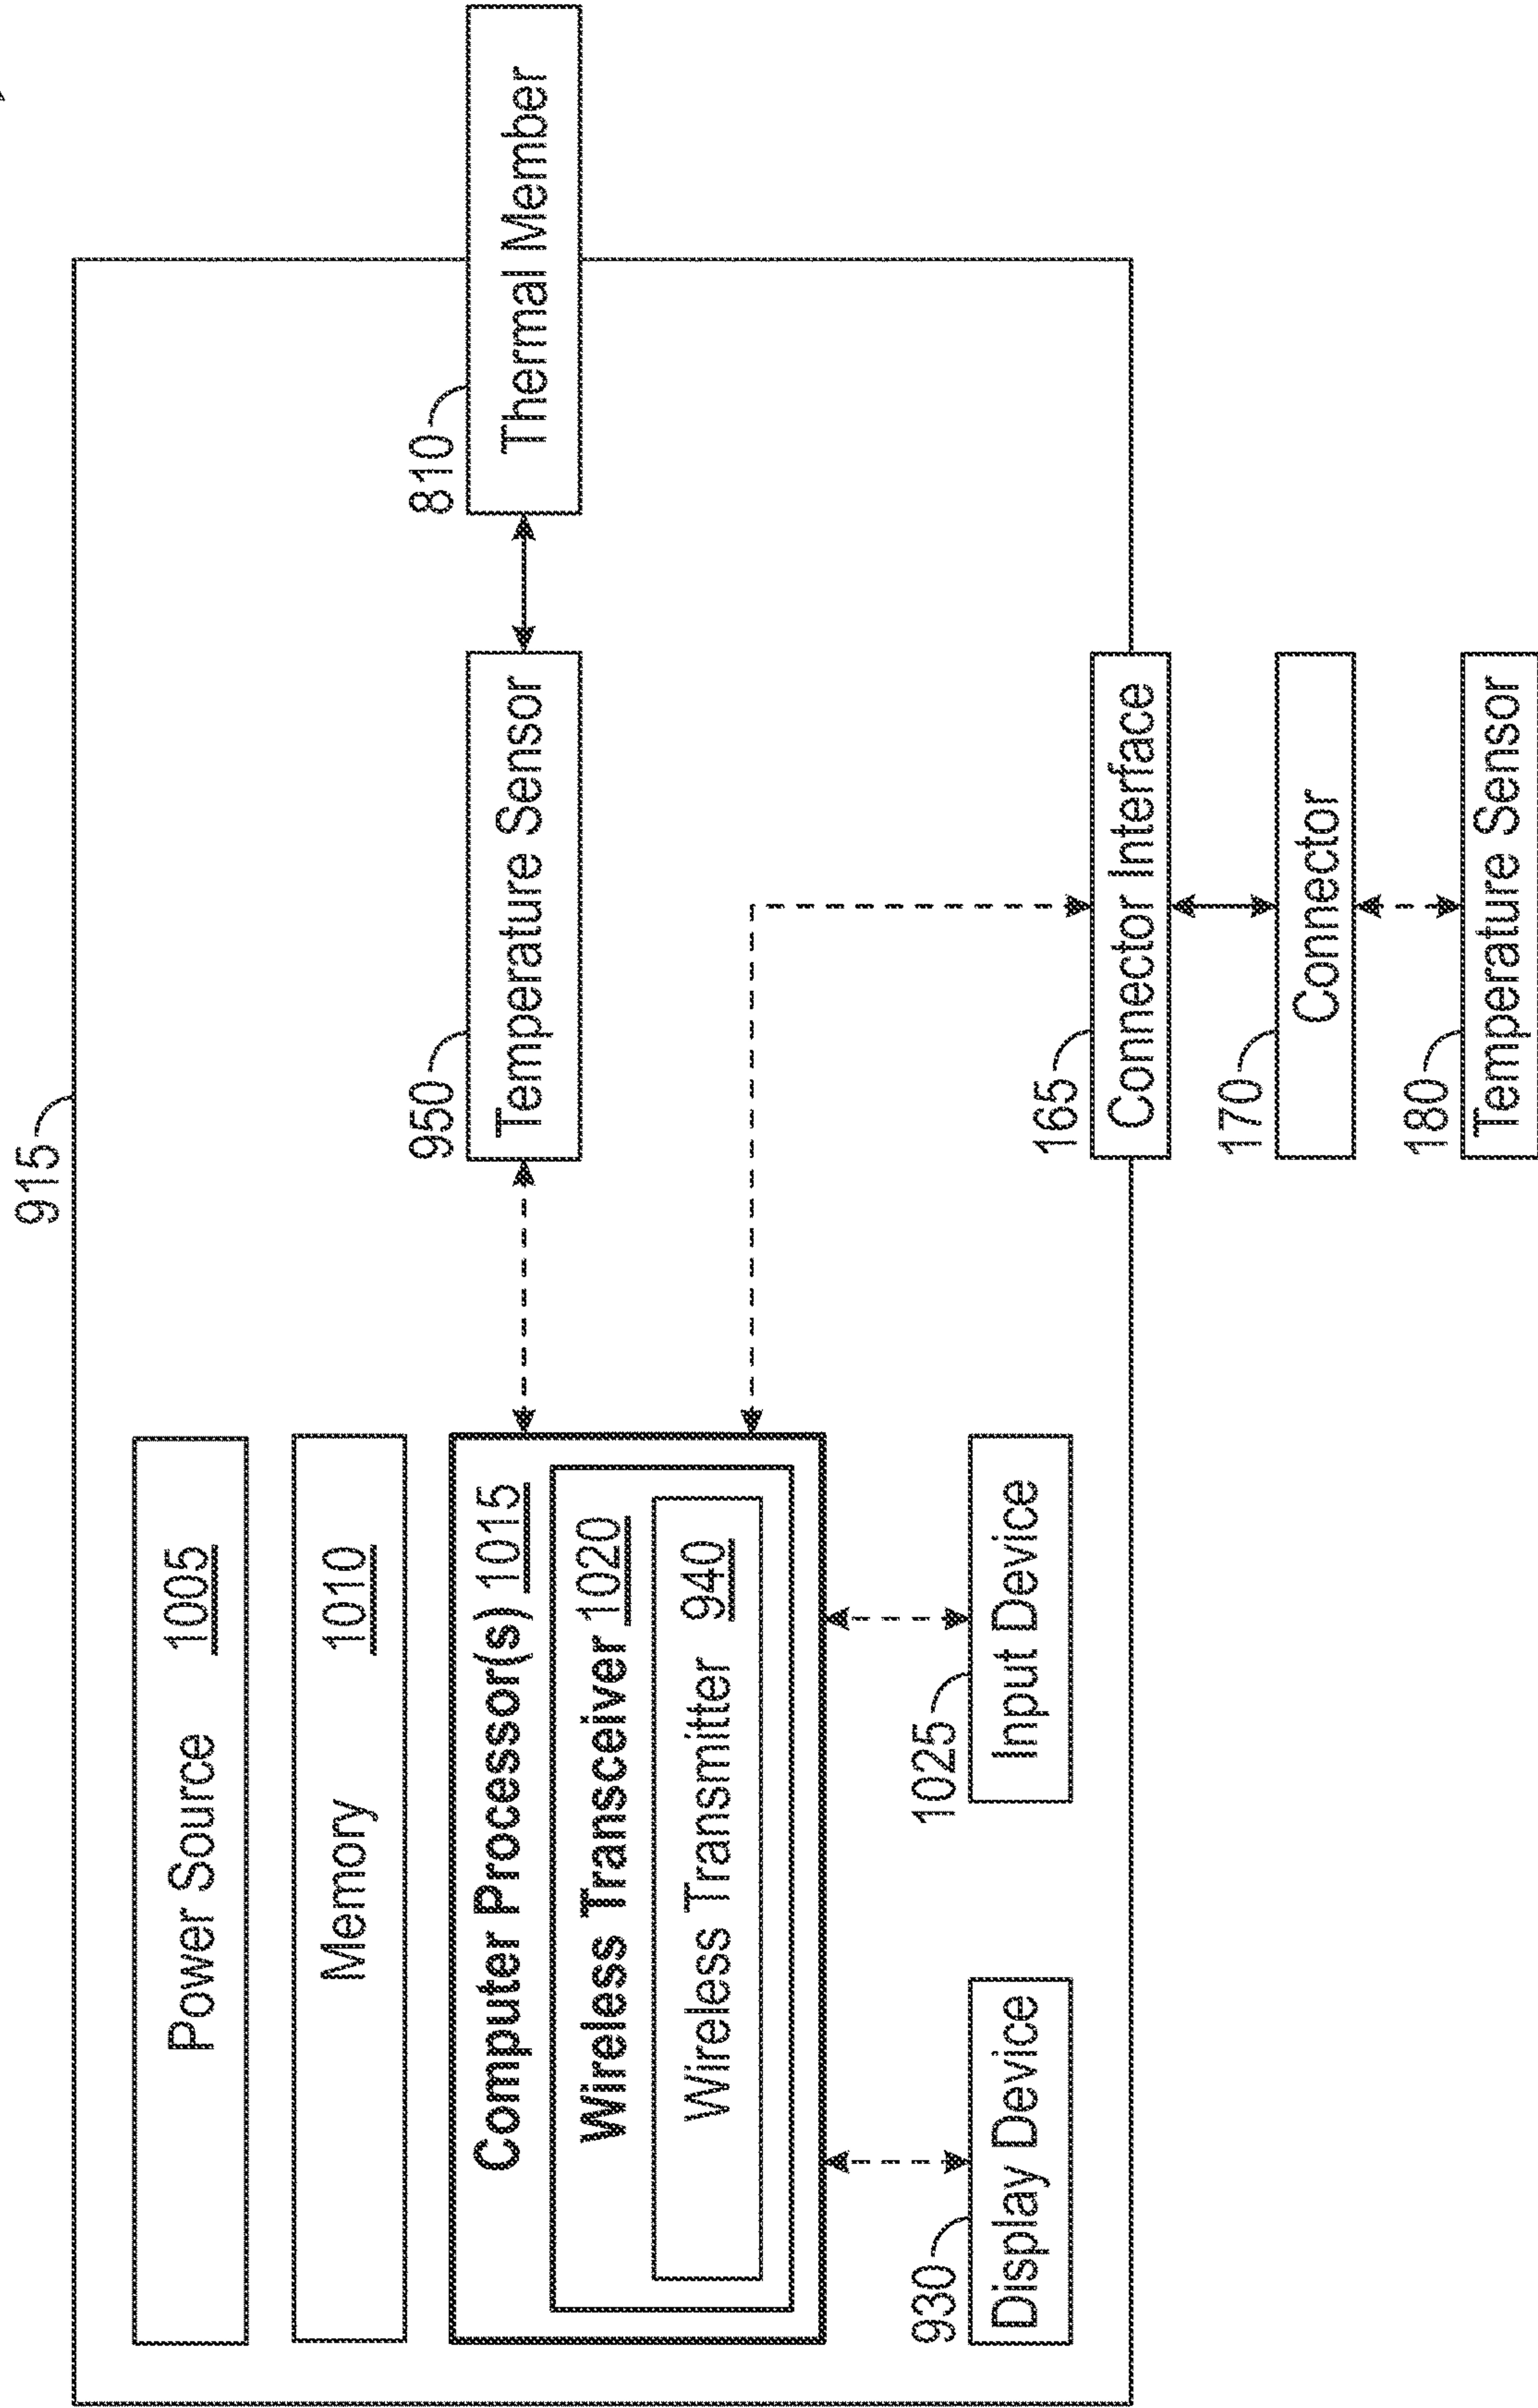 915
Power Source 1005
Memory 1010
Computer Processor(s) 1015
Wireless Transceiver 1020
Wireless Transmitter 940
950
Temperature Sensor
810
Thermal Member
930
Display Device
1025
Input Device
165
Connector Interface
170
Connector
180
Temperature Sensor